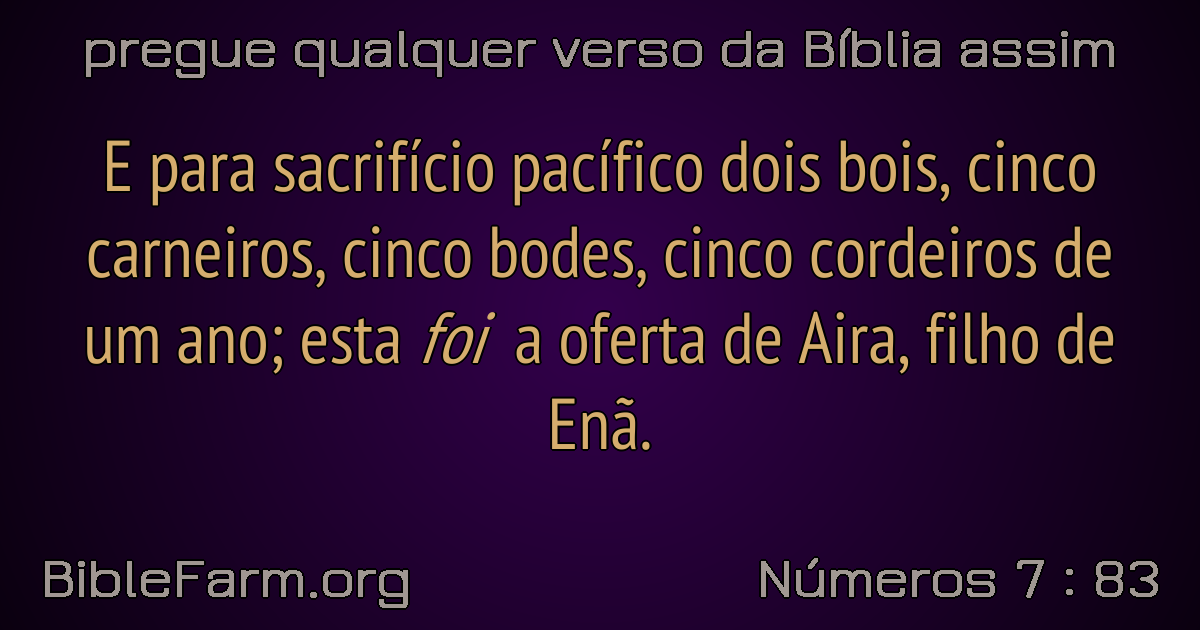 pregue qualquer verso da Bíblia assim
E para sacrifício pacífico dois bois, cinco
carneiros, cinco bodes, cinco cordeiros de
um ano; esta foi a oferta de Aira, filho de
Enã.
BibleFarm.org
Números 7 : 83